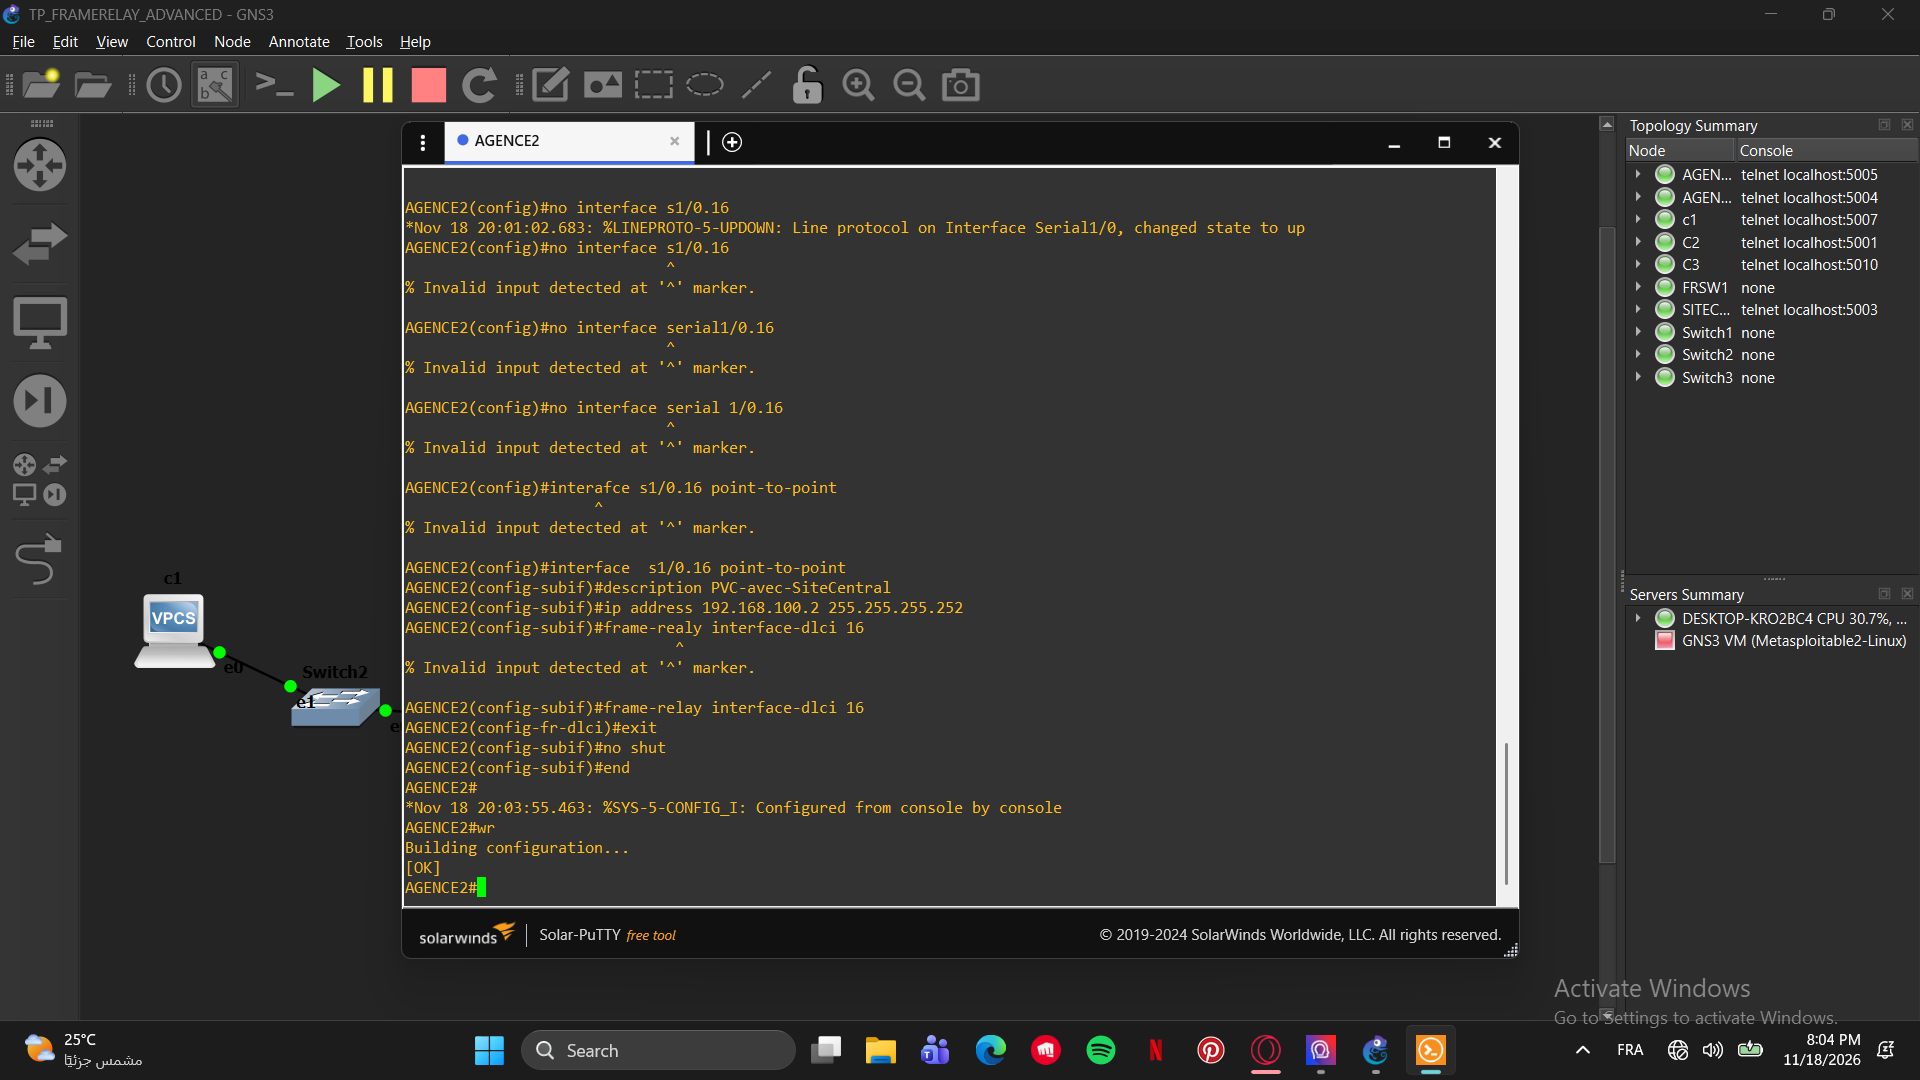 TP_FRAMERELAY_ADVANCED - GNS3
File Edit View Control Node Annotate Tools Help
AGENCE2
AGENCE2(config)#no interface s1/0.16
*Nov 18 20:01:02.683: %LINEPROTO-5-UPDOWN: Line protocol on Interface Serial1/0, changed state to up
AGENCE2(config)#no interface s1/0.16
^
% Invalid input detected at '^' marker.
AGENCE2(config)#no interface serial1/0.16
^
% Invalid input detected at '^' marker.
AGENCE2(config)#no interface serial 1/0.16
^
% Invalid input detected at '^' marker.
AGENCE2(config)#interafce s1/0.16 point-to-point
^
% Invalid input detected at '^' marker.
AGENCE2(config)#interface  s1/0.16 point-to-point
AGENCE2(config-subif)#description PVC-avec-SiteCentral
AGENCE2(config-subif)#ip address 192.168.100.2 255.255.255.252
AGENCE2(config-subif)#frame-realy interface-dlci 16
^
% Invalid input detected at '^' marker.
AGENCE2(config-subif)#frame-relay interface-dlci 16
AGENCE2(config-fr-dlci)#exit
AGENCE2(config-subif)#no shut
AGENCE2(config-subif)#end
AGENCE2#
*Nov 18 20:03:55.463: %SYS-5-CONFIG_I: Configured from console by console
AGENCE2#wr
Building configuration...
[OK]
AGENCE2#
solarwinds Solar-PuTTY free tool
© 2019-2024 SolarWinds Worldwide, LLC. All rights reserved.
c1
VPCS
e0
Switch2
e1
e
Topology Summary
Node Console
AGEN... telnet localhost:5005
AGEN... telnet localhost:5004
c1 telnet localhost:5007
C2 telnet localhost:5001
C3 telnet localhost:5010
FRSW1 none
SITEC... telnet localhost:5003
Switch1 none
Switch2 none
Switch3 none
Servers Summary
DESKTOP-KRO2BC4 CPU 30.7%, ...
GNS3 VM (Metasploitable2-Linux)
Activate Windows
Go to Settings to activate Windows.
25°C
مشمس جزئيًا
Search
FRA
8:04 PM
11/18/2026